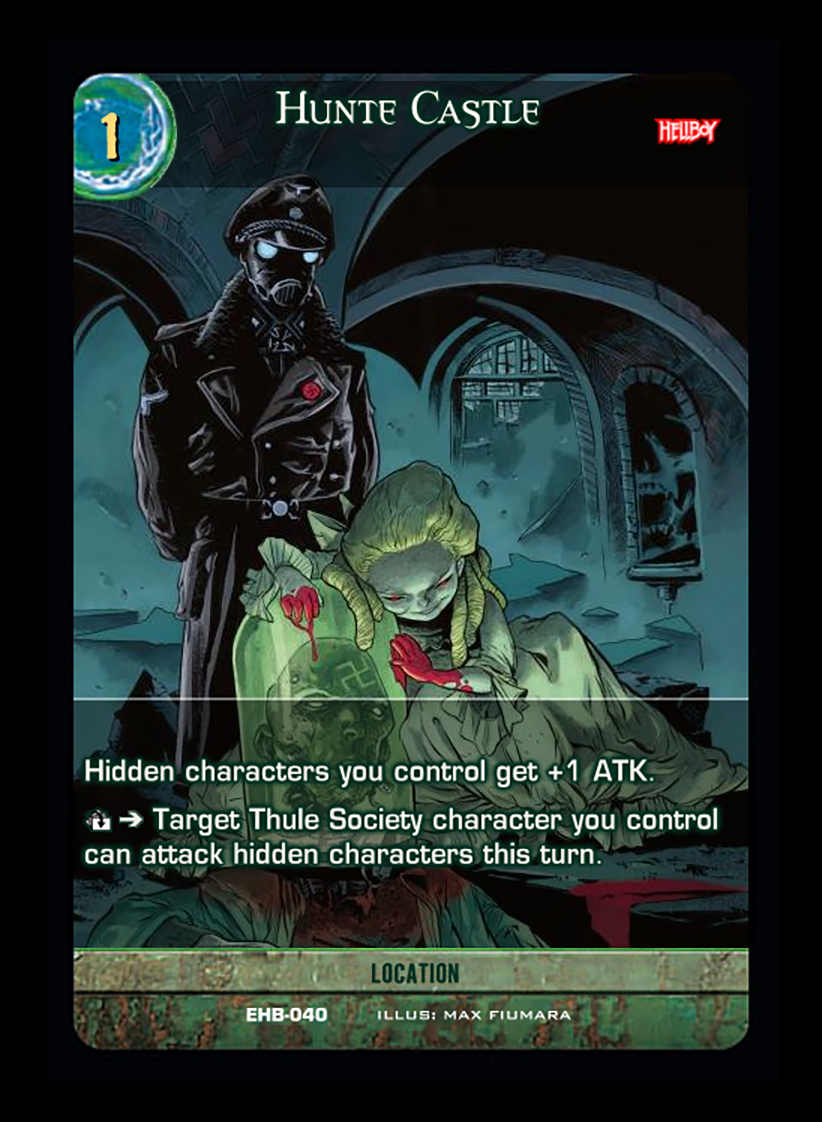 1
HUNTE CASTLE
HELLBOY
Hidden characters you control get +1 ATK.
➔ Target Thule Society character you control
can attack hidden characters this turn.
LOCATION
EHB-040 ILLUS: MAX FIUMARA